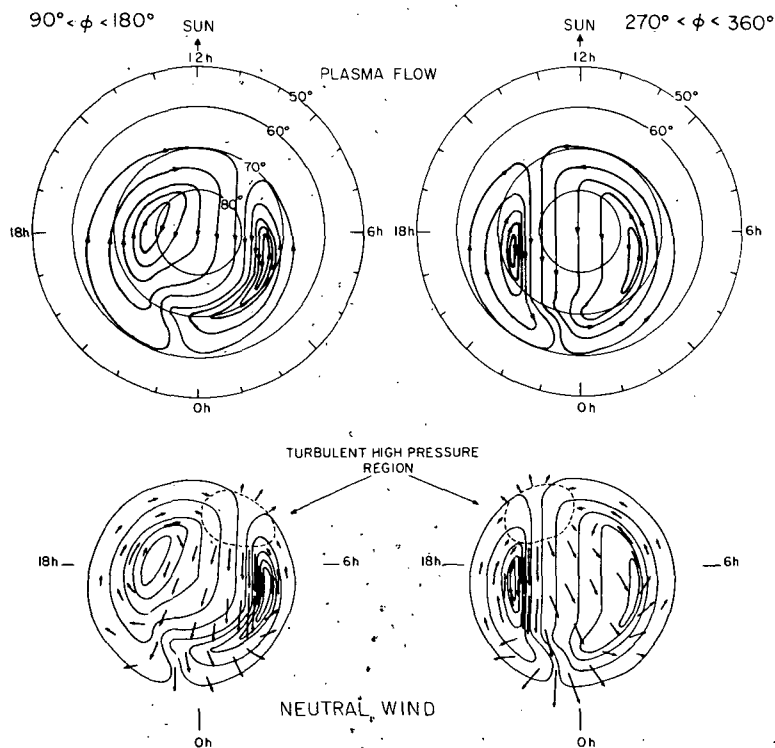 90° < ϕ < 180°
SUN
12h
PLASMA FLOW
SUN
12h
270° < ϕ < 360°
50°
60°
70°
80°
18h
6h
0h
50°
60°
18h
6h
0h
TURBULENT HIGH PRESSURE
REGION
18h
6h
18h
6h
NEUTRAL WIND
0h
0h